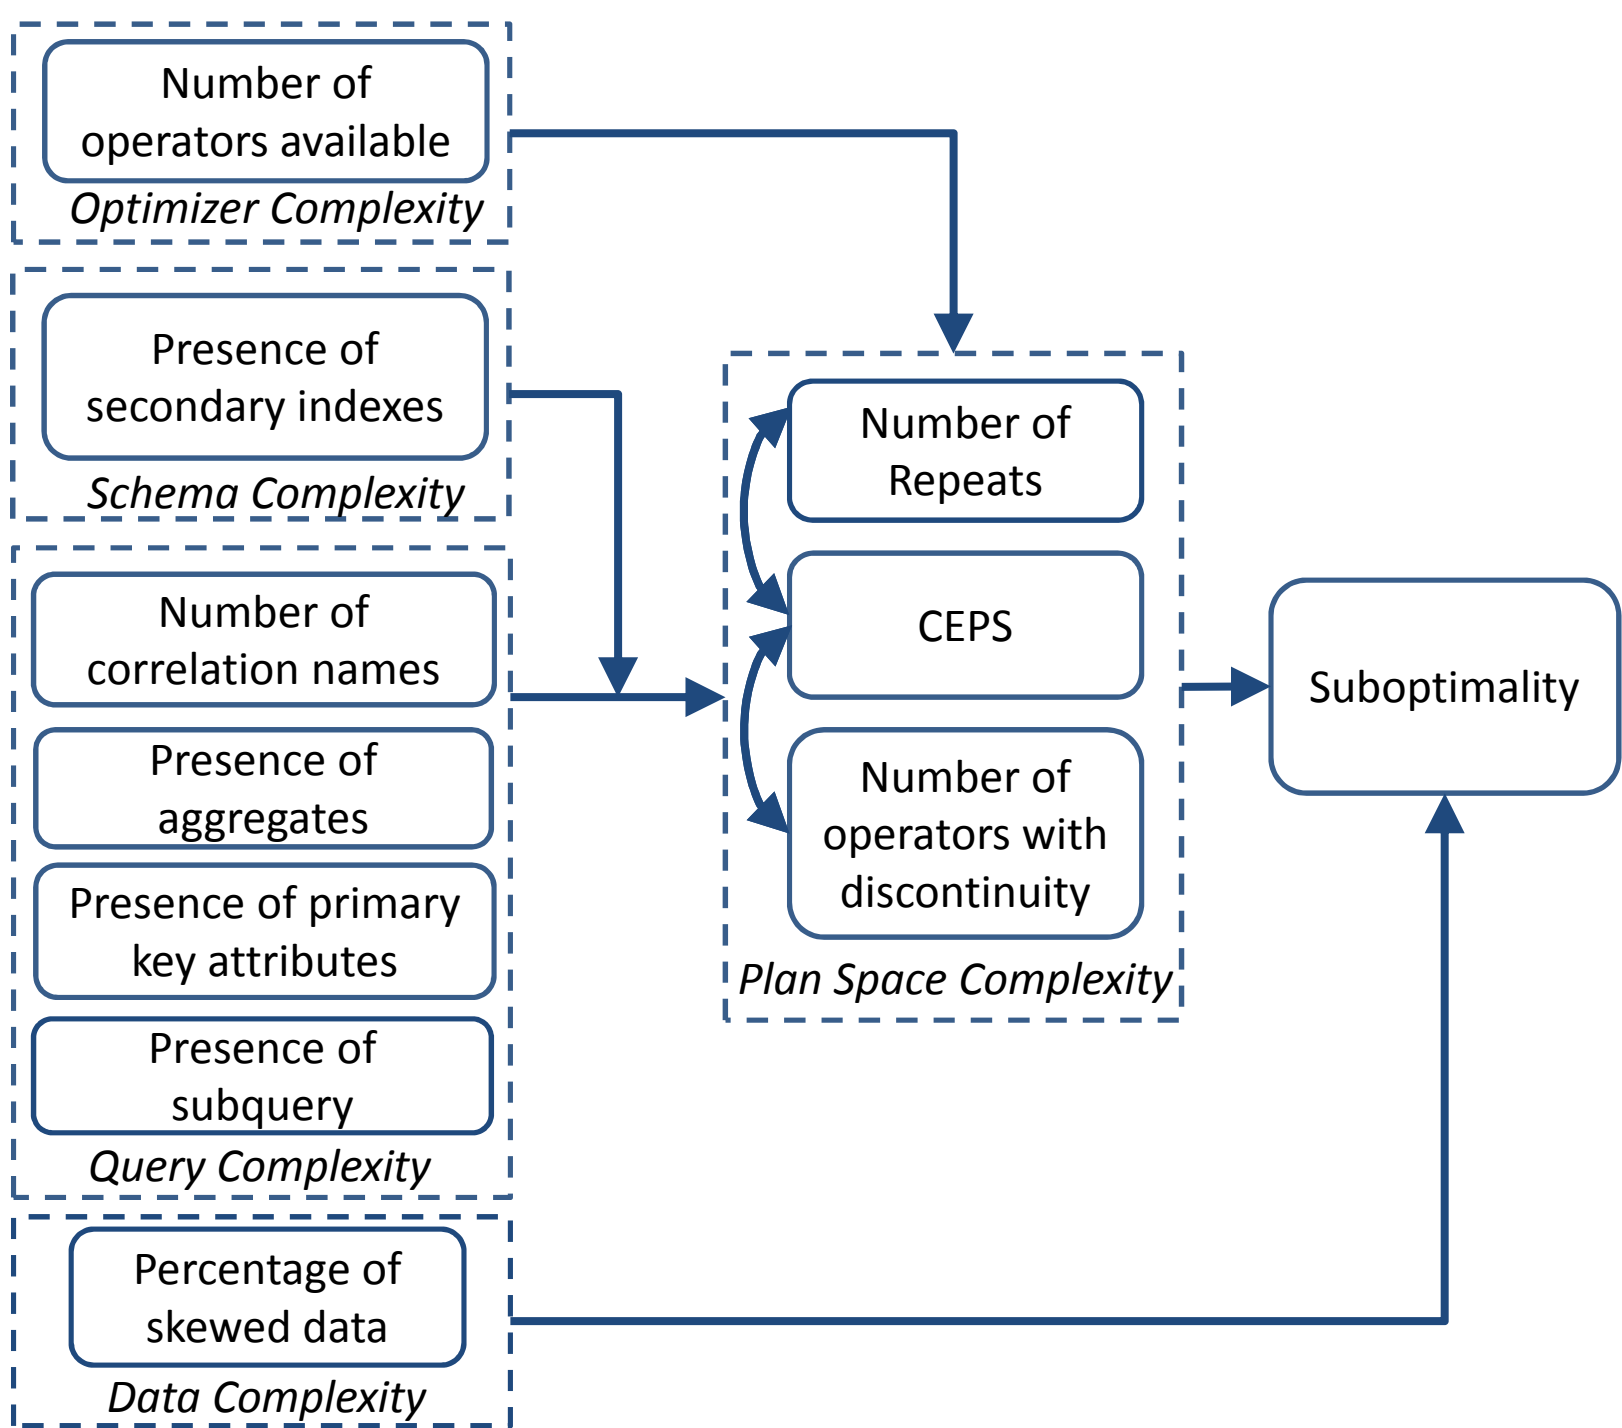 Number of
operators available
Optimizer Complexity
Presence of
secondary indexes
Schema Complexity
Number of
correlation names
Presence of
aggregates
Presence of primary
key attributes
Presence of
subquery
Query Complexity
Percentage of
skewed data
Data Complexity
Number of
Repeats
CEPS
Number of
operators with
discontinuity
Plan Space Complexity
Suboptimality